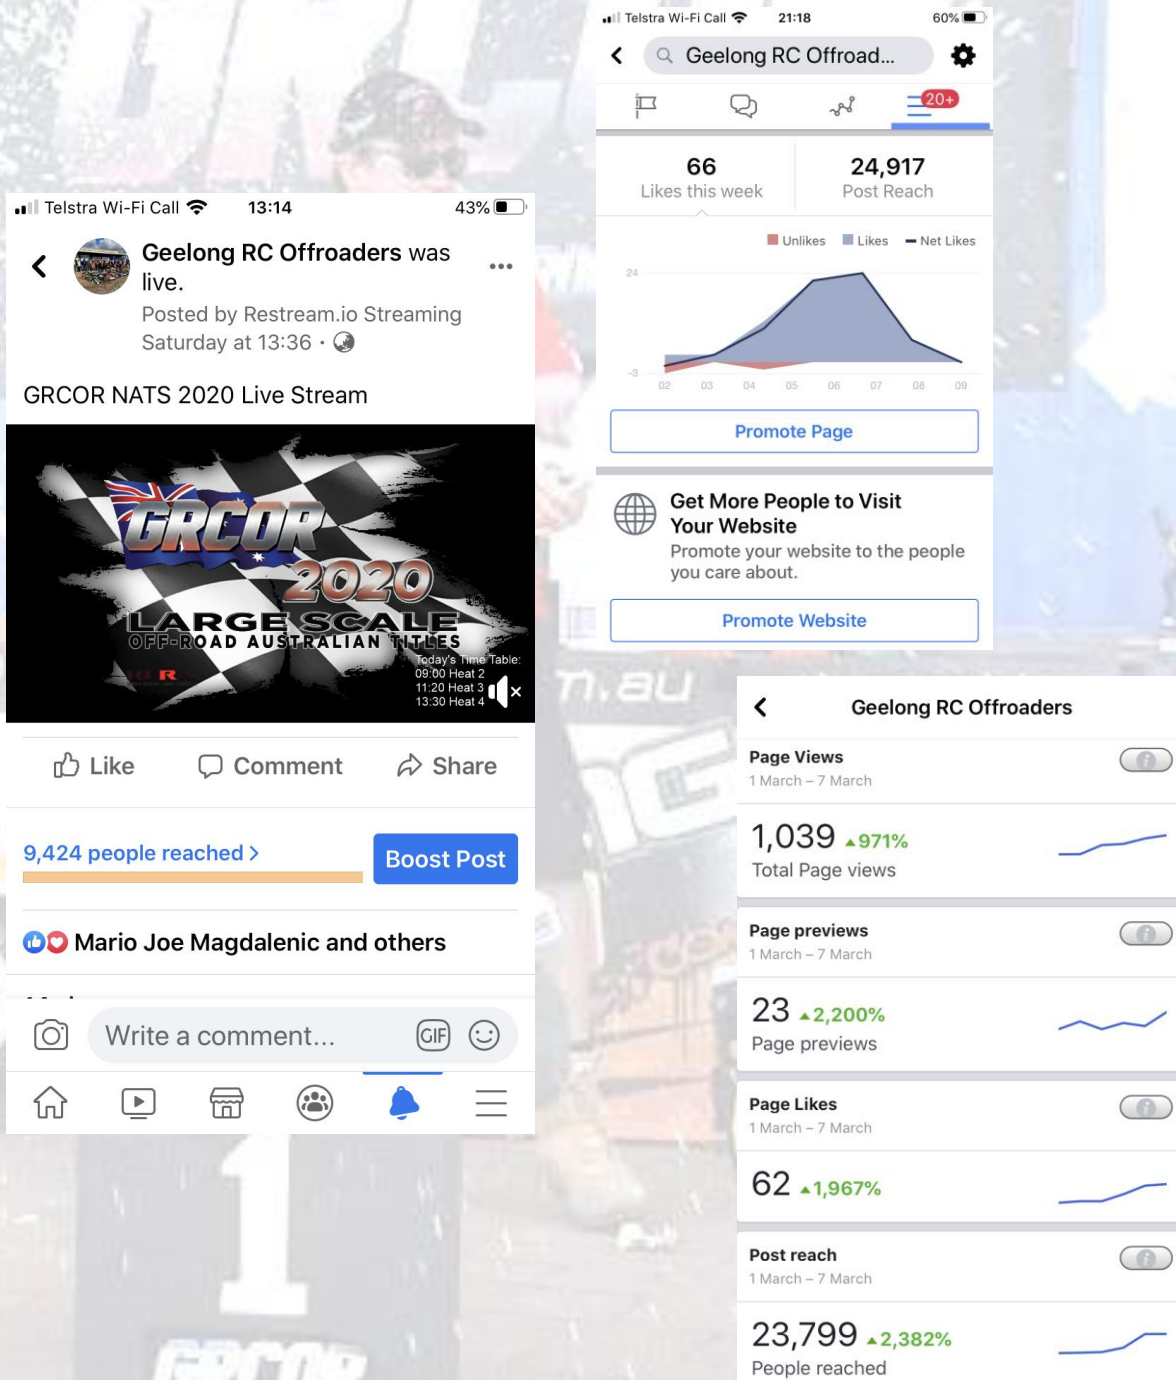 Telstra Wi-Fi Call 21:18 60%
Geelong RC Offroad...
20+
66 24,917
Likes this week Post Reach
Unlikes Likes Net Likes
24
-3
02 03 04 05 06 07 08 09
Promote Page
Get More People to Visit
Your Website
Promote your website to the people
you care about.
Promote Website
Telstra Wi-Fi Call 13:14 43%
Geelong RC Offroaders was
live.
Posted by Restream.io Streaming
Saturday at 13:36 ·
GRCOR NATS 2020 Live Stream
GRCOR
2020
LARGE SCALE
OFF-ROAD AUSTRALIAN TITLES
Today's Time Table:
09:00 Heat 2
11:20 Heat 3
13:30 Heat 4
Like Comment Share
9,424 people reached
Boost Post
Mario Joe Magdalenic and others
Write a comment...
GIF
Geelong RC Offroaders
Page Views
1 March – 7 March
1,039 971%
Total Page views
Page previews
1 March – 7 March
23 2,200%
Page previews
Page Likes
1 March – 7 March
62 1,967%
Post reach
1 March – 7 March
23,799 2,382%
People reached
m.au
1
GRCOR